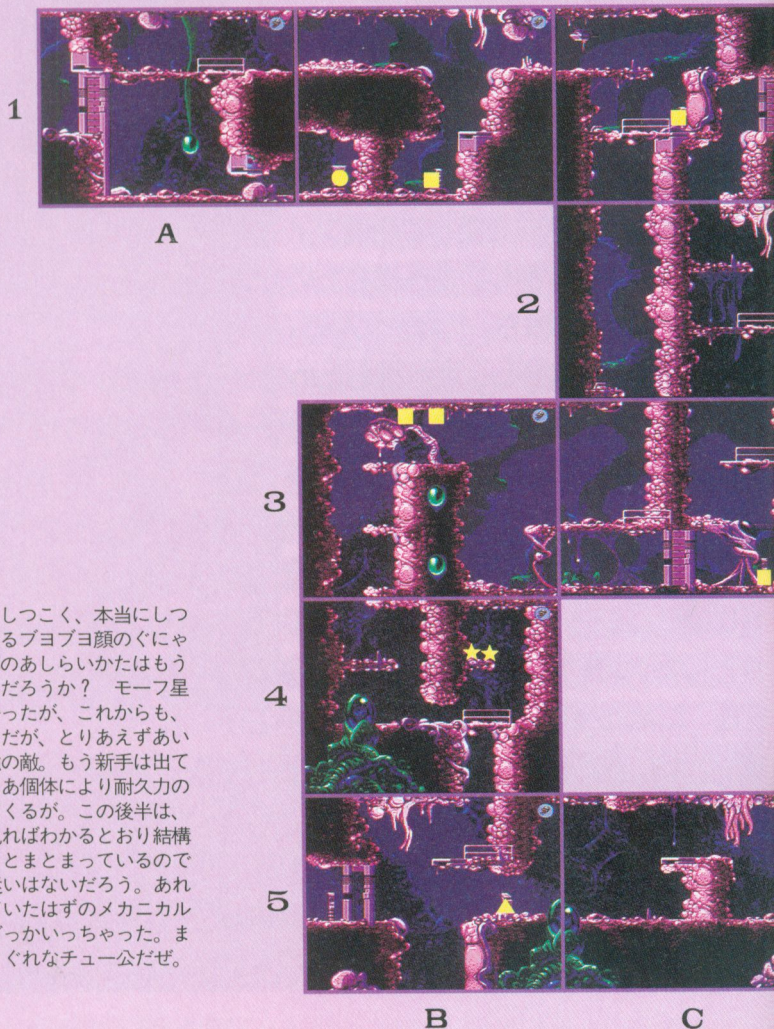 1
A
2
3
しつこく、本当にしつ
るブヨブヨ顔のぐにゃ
のあしらいかたはもう
だろうか？　モーフ星
ったが、これからも、
だが、とりあえずあい
の敵。もう新手は出て
あ個体により耐久力の
くるが。この後半は、
ればわかるとおり結構
とまとまっているので
いはないだろう。あれ
いたはずのメカニカル
っかいっちゃった。ま
ぐれなチュー公だぜ。
4
5
B
C